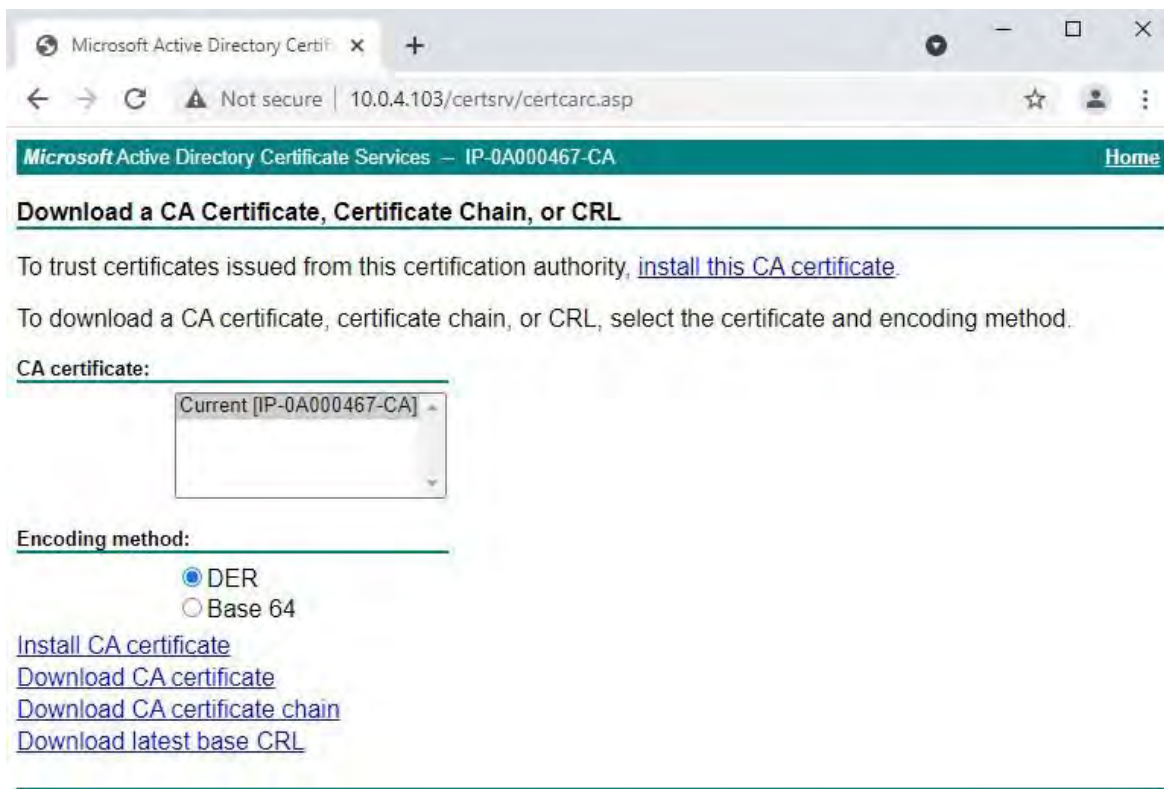 Microsoft Active Directory Certif
Not secure | 10.0.4.103/certsrv/certcarc.asp
Microsoft Active Directory Certificate Services – IP-0A000467-CA Home
Download a CA Certificate, Certificate Chain, or CRL
To trust certificates issued from this certification authority, install this CA certificate.
To download a CA certificate, certificate chain, or CRL, select the certificate and encoding method.
CA certificate:
Current [IP-0A000467-CA]
Encoding method:
DER
Base 64
Install CA certificate
Download CA certificate
Download CA certificate chain
Download latest base CRL